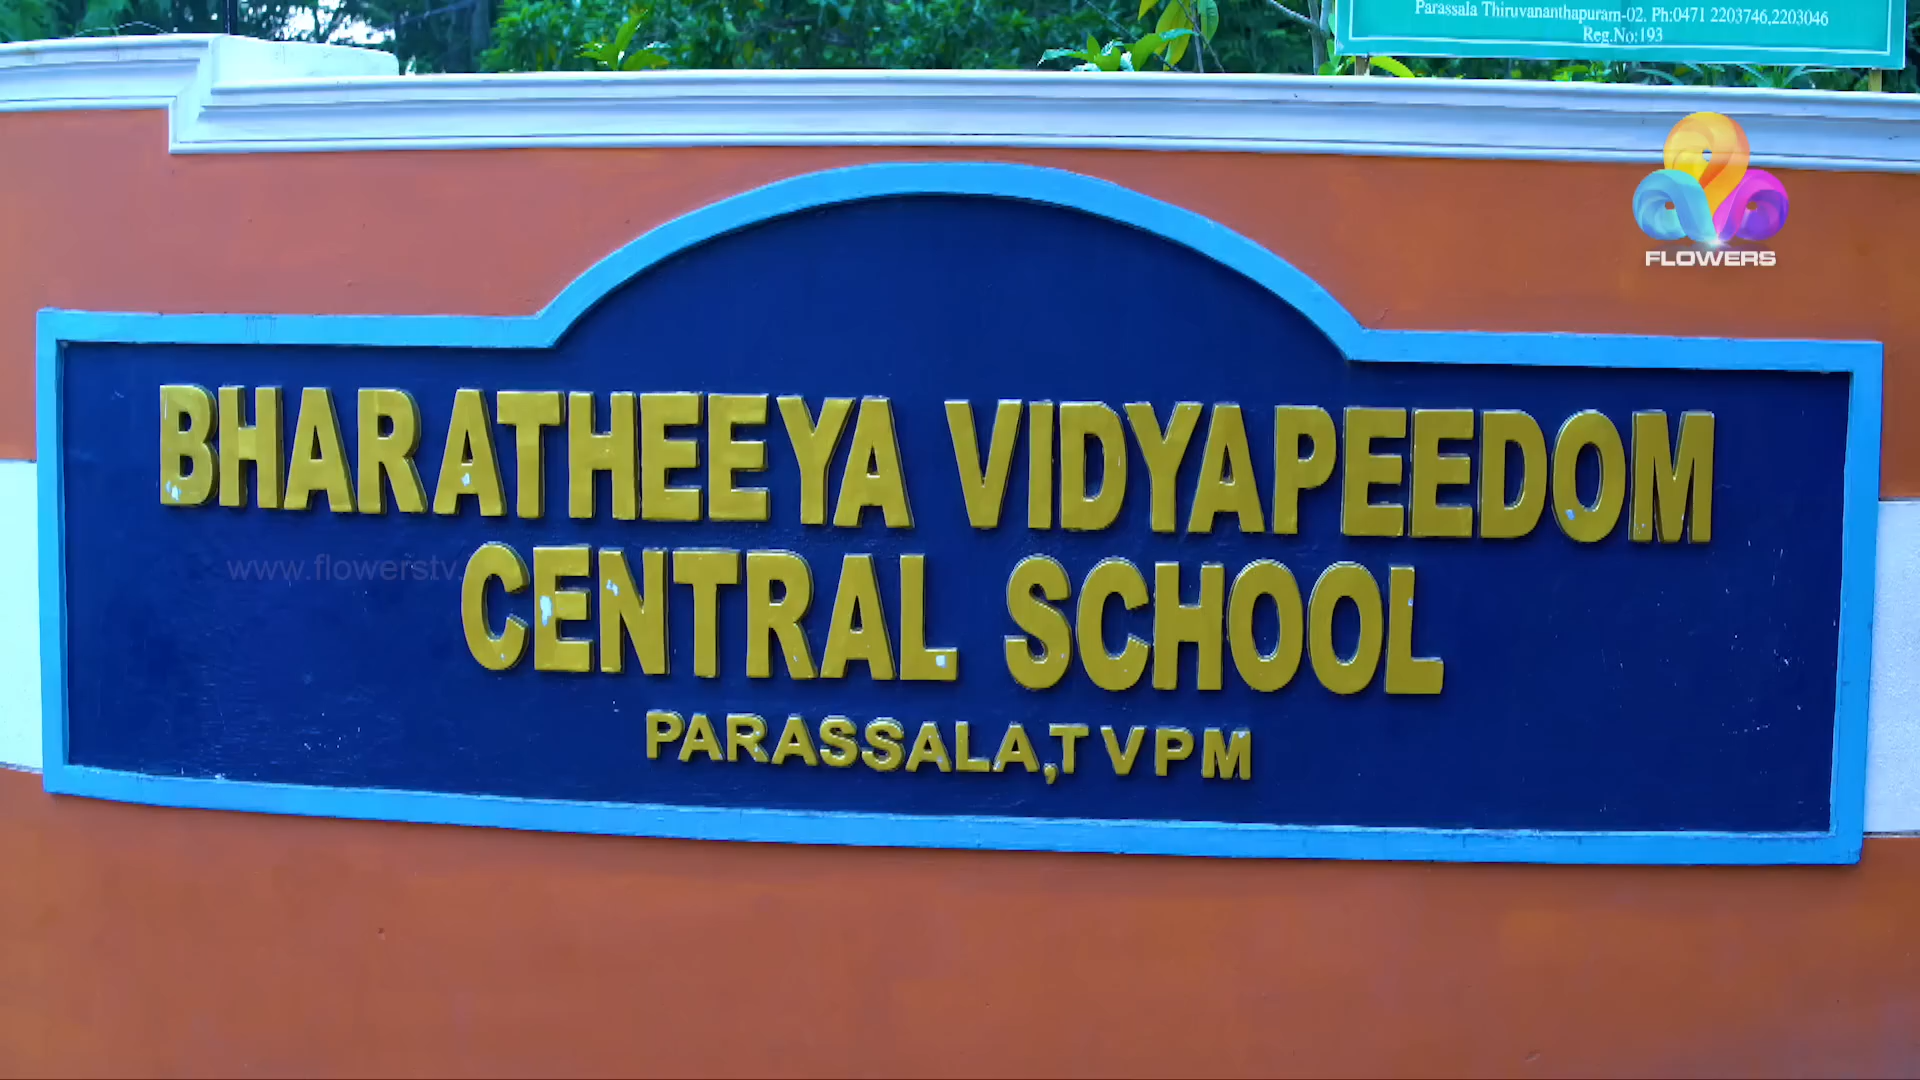 Parassala Thiruvananthapuram-02. Ph:0471 2203746,2203046
Reg.No:193
FLOWERS
BHARATHEEYA VIDYAPEEDOM
www.flowerstv.
CENTRAL SCHOOL
PARASSALA,TVPM